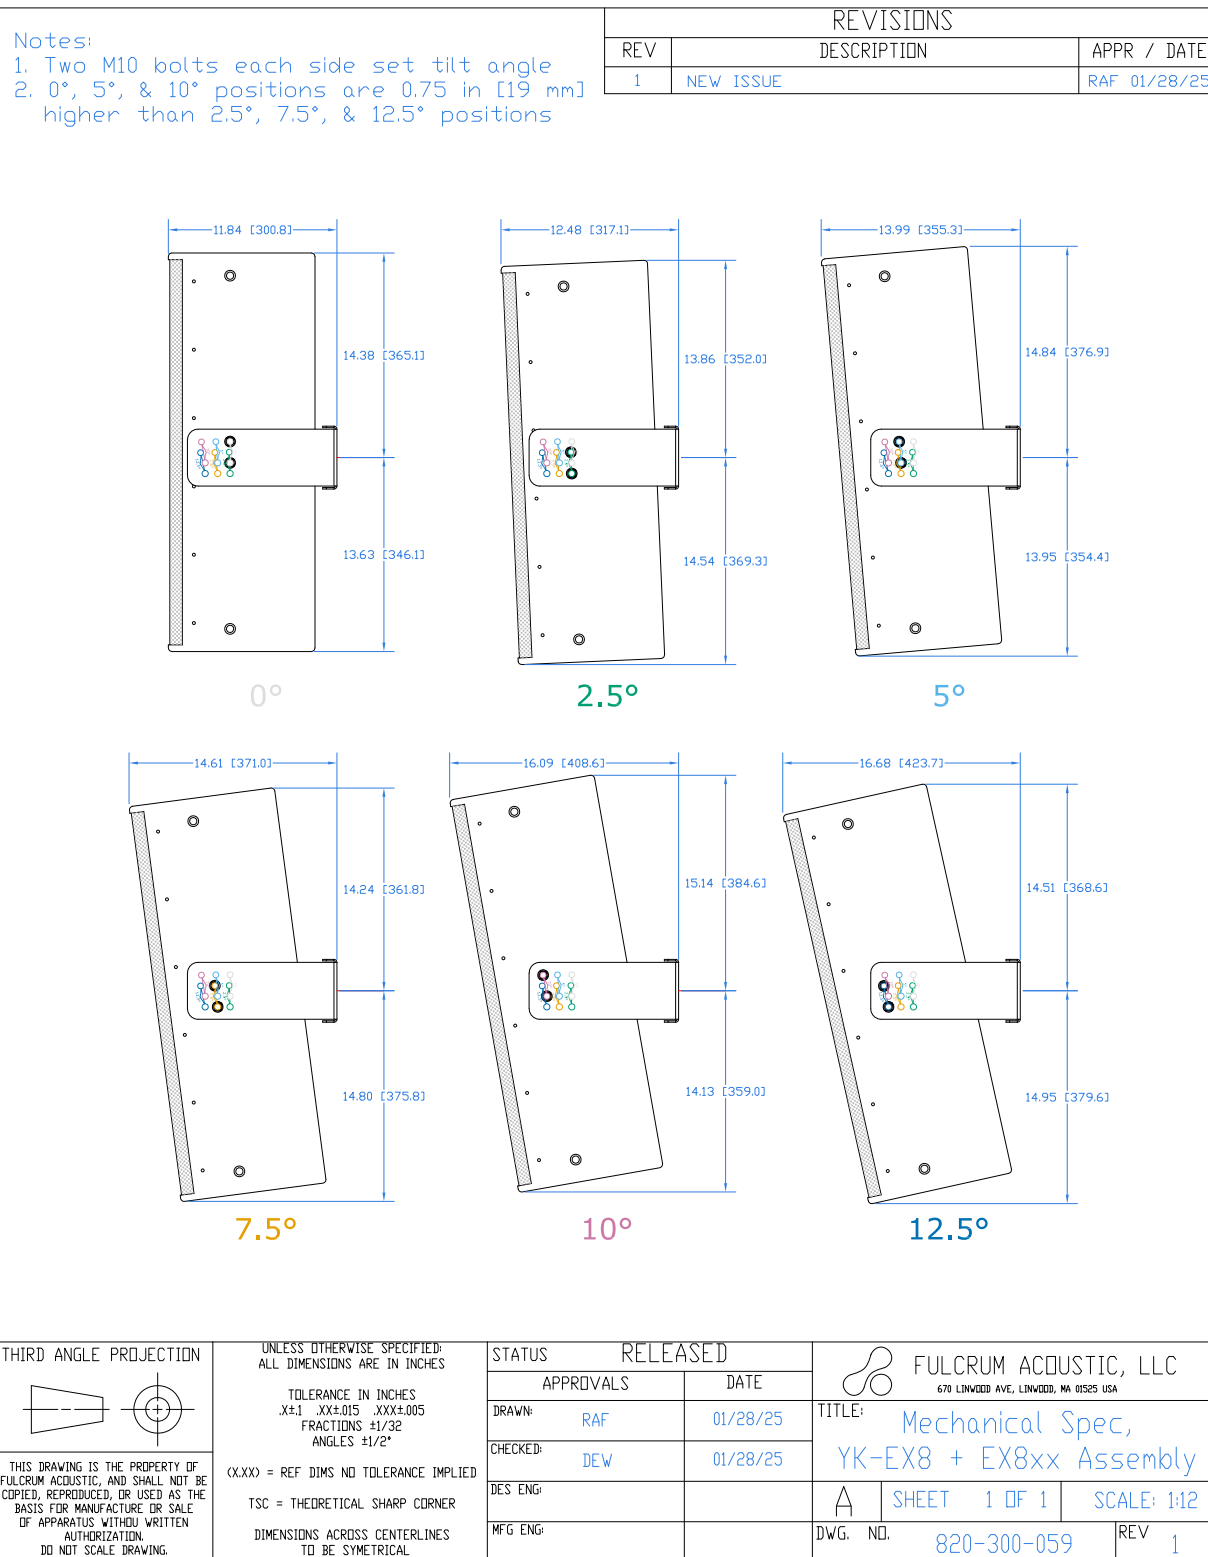 Notes:
1. Two M10 bolts each side set tilt angle
2. 0°, 5°, & 10° positions are 0.75 in [19 mm]
higher than 2.5°, 7.5°, & 12.5° positions
REVISIONS
REV DESCRIPTION APPR / DATE
1 NEW ISSUE RAF 01/28/25
11.84 [300.8]
14.38 [365.1]
13.63 [346.1]
0°
12.48 [317.1]
13.86 [352.0]
14.54 [369.3]
2.5°
13.99 [355.3]
14.84 [376.9]
13.95 [354.4]
5°
14.61 [371.0]
14.24 [361.8]
14.80 [375.8]
7.5°
16.09 [408.6]
15.14 [384.6]
14.13 [359.0]
10°
16.68 [423.7]
14.51 [368.6]
14.95 [379.6]
12.5°
THIRD ANGLE PROJECTION
THIS DRAWING IS THE PROPERTY OF
FULCRUM ACOUSTIC, AND SHALL NOT BE
COPIED, REPRODUCED, OR USED AS THE
BASIS FOR MANUFACTURE OR SALE
OF APPARATUS WITHOU WRITTEN
AUTHORIZATION.
DO NOT SCALE DRAWING.
UNLESS OTHERWISE SPECIFIED:
ALL DIMENSIONS ARE IN INCHES
TOLERANCE IN INCHES
.X±.1 .XX±.015 .XXX±.005
FRACTIONS ±1/32
ANGLES ±1/2°
(X.XX) = REF DIMS NO TOLERANCE IMPLIED
TSC = THEORETICAL SHARP CORNER
DIMENSIONS ACROSS CENTERLINES
TO BE SYMETRICAL
STATUS RELEASED
APPROVALS DATE
DRAWN: RAF 01/28/25
CHECKED: DEW 01/28/25
DES ENG:
MFG ENG:
FULCRUM ACOUSTIC, LLC
670 LINWOOD AVE, LINWOOD, MA 01525 USA
TITLE: Mechanical Spec,
YK-EX8 + EX8xx Assembly
A SHEET 1 OF 1 SCALE: 1:12
DWG. NO. 820-300-059 REV 1